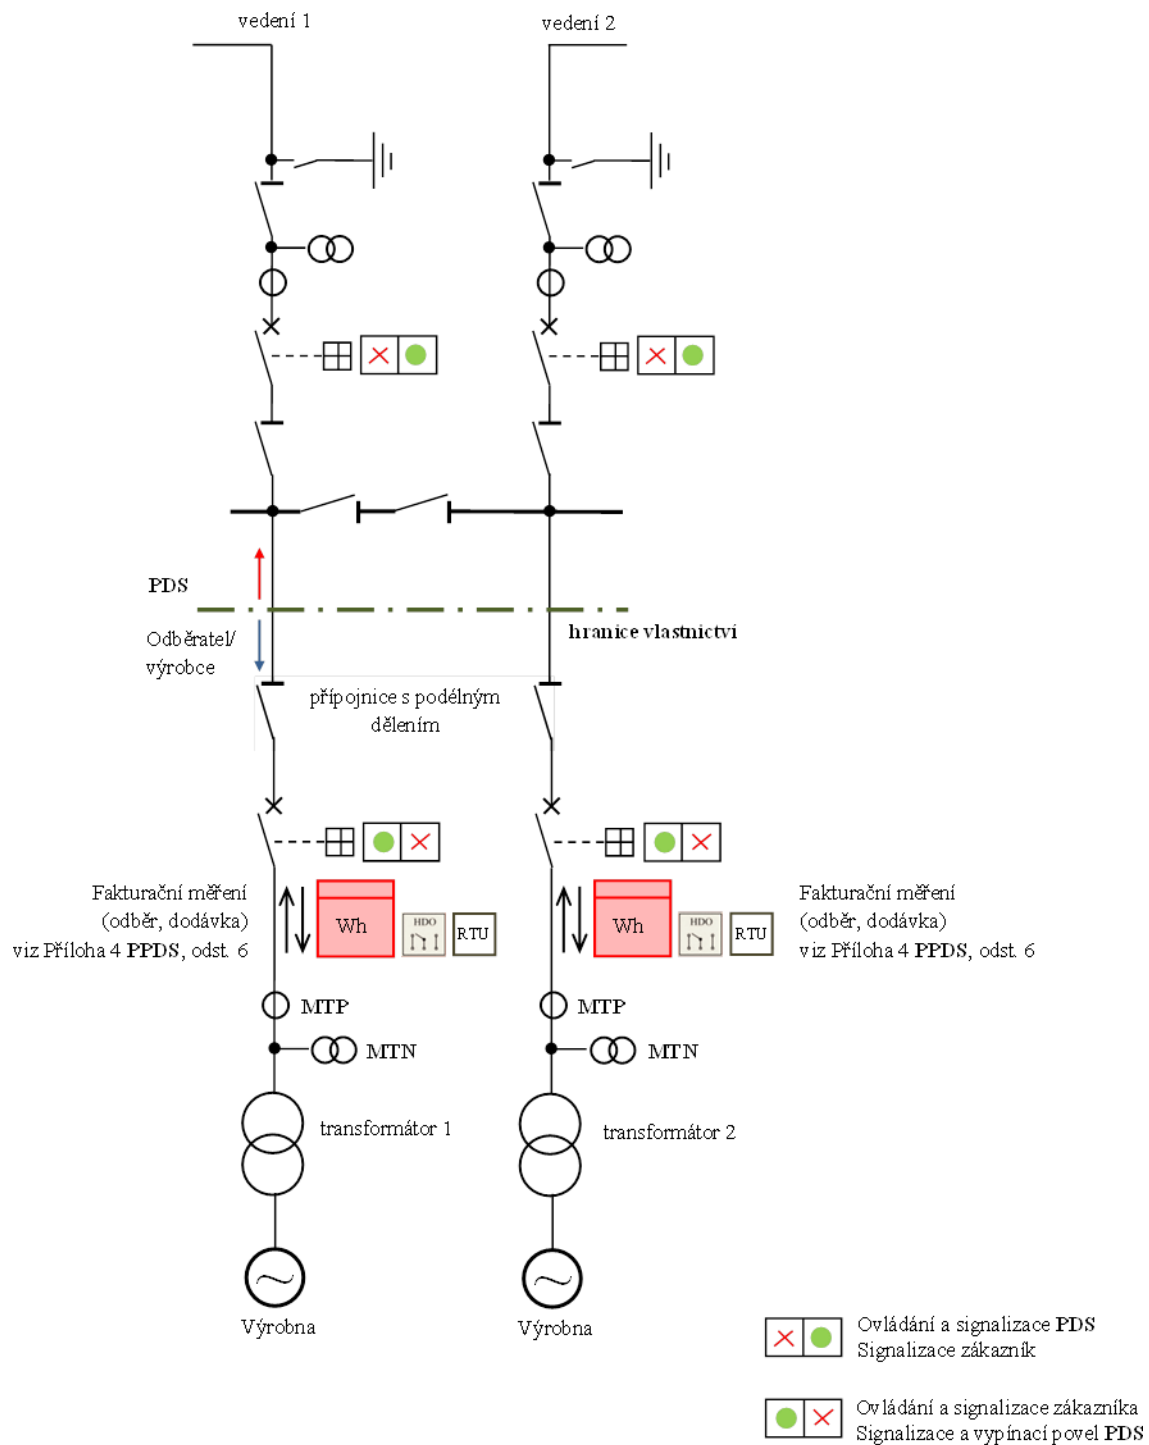 vedení 1
vedení 2
PDS
Odběratel/
výrobce
hranice vlastnictví
přípojnice s podélným
dělením
Fakturační měření
(odběr, dodávka)
viz Příloha 4 PPDS, odst. 6
Wh
HDO
RTU
Wh
HDO
RTU
Fakturační měření
(odběr, dodávka)
viz Příloha 4 PPDS, odst. 6
MTP
MTP
MTN
MTN
transformátor 1
transformátor 2
Výrobna
Výrobna
Ovládání a signalizace PDS
Signalizace zákazník
Ovládání a signalizace zákazníka
Signalizace a vypínací povel PDS